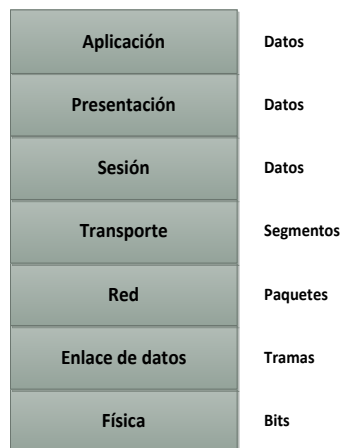 Aplicación Datos
Presentación Datos
Sesión Datos
Transporte Segmentos
Red Paquetes
Enlace de datos Tramas
Física Bits